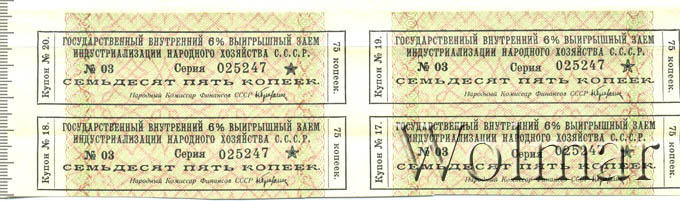 Купон № 20.
ГОСУДАРСТВЕННЫЙ ВНУТРЕННИЙ 6% ВЫИГРЫШНЫЙ ЗАЕМ
ИНДУСТРИАЛИЗАЦИИ НАРОДНОГО ХОЗЯЙСТВА С.С.С.Р.
№ 03 Серия 025247
СЕМЬДЕСЯТ ПЯТЬ КОПЕЕК.
Народный Комиссар Финансов СССР
75 копеек.
Купон № 19.
ГОСУДАРСТВЕННЫЙ ВНУТРЕННИЙ 6% ВЫИГРЫШНЫЙ ЗАЕМ
ИНДУСТРИАЛИЗАЦИИ НАРОДНОГО ХОЗЯЙСТВА С.С.С.Р.
№ 03 Серия 025247
СЕМЬДЕСЯТ ПЯТЬ КОПЕЕК.
Народный Комиссар Финансов СССР
75 копеек.
Купон № 18.
ГОСУДАРСТВЕННЫЙ ВНУТРЕННИЙ 6% ВЫИГРЫШНЫЙ ЗАЕМ
ИНДУСТРИАЛИЗАЦИИ НАРОДНОГО ХОЗЯЙСТВА С.С.С.Р.
№ 03 Серия 025247
СЕМЬДЕСЯТ ПЯТЬ КОПЕЕК.
Народный Комиссар Финансов СССР
75 копеек.
Купон № 17.
ГОСУДАРСТВЕННЫЙ ВНУТРЕННИЙ 6% ВЫИГРЫШНЫЙ ЗАЕМ
ИНДУСТРИАЛИЗАЦИИ НАРОДНОГО ХОЗЯЙСТВА С.С.С.Р.
№ 03 Серия 025247
СЕМЬДЕСЯТ ПЯТЬ КОПЕЕК.
Народный Комиссар Финансов СССР
75 копеек.
Wolmar